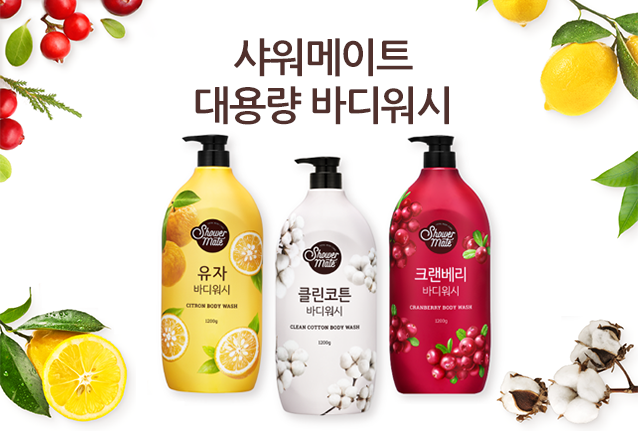 샤워메이트
대용량 바디워시
Shower
Mate
유자
바디워시
CITRON BODY WASH
1200g
Shower
Mate
클린코튼
바디워시
CLEAN COTTON BODY WASH
1200g
Shower
Mate
크랜베리
바디워시
CRANBERRY BODY WASH
1200g